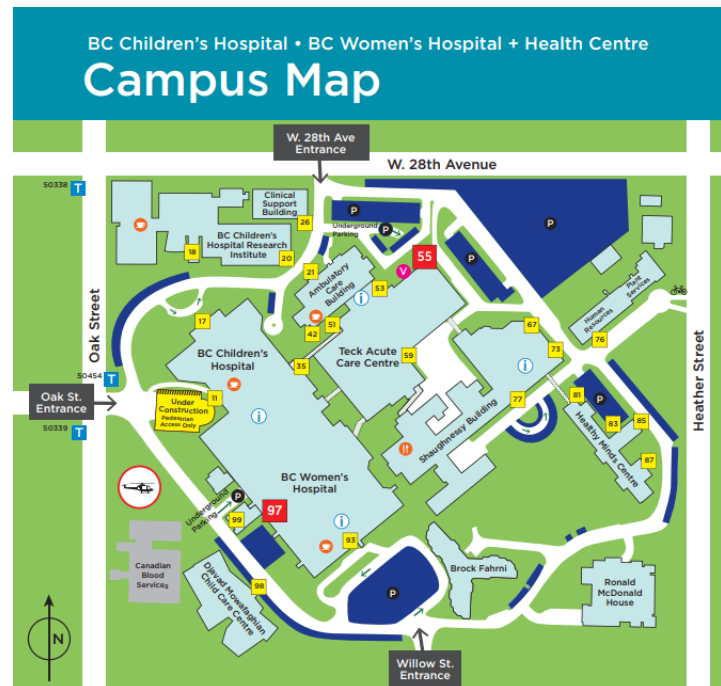 BC Children's Hospital • BC Women's Hospital + Health Centre
Campus Map
W. 28th Ave
Entrance
W. 28th Avenue
50338 T
Clinical
Support
Building
26
P
Underground
Parking
P
P
BC Children's
Hospital Research
Institute
18
20
55
V
P
21
Ambulatory
Care
Building
53
i
Plant
Services
Human
Resources
76
17
42
51
67
73
BC Children's
Hospital
35
Teck Acute
Care Centre
59
i
Oak Street
Heather Street
50454 T
Oak St.
Entrance
50339 T
11
Under
Construction
Pedestrian
Access Only
i
77
Shaughnessy Building
81
P
83
85
87
Healthy Minds Centre
BC Women's
Hospital
Underground
Parking
P
97
99
i
93
Canadian
Blood
Services
98
Djavad Mowafaghian
Child Care Centre
P
Brock Fahrni
Ronald
McDonald
House
N
Willow St.
Entrance